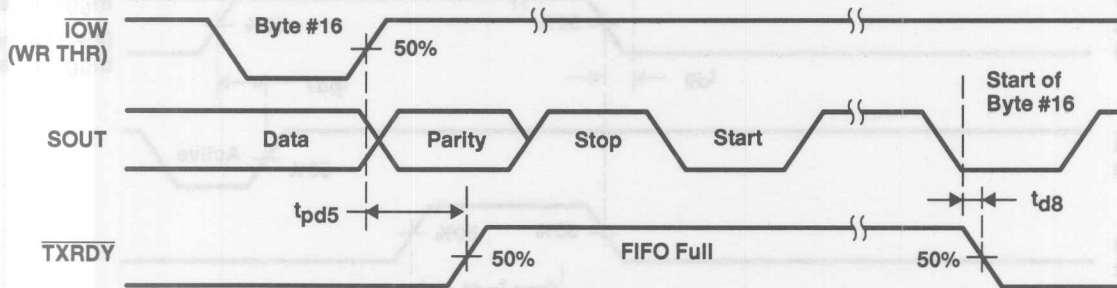 IOW
(WR THR)
Byte #16
50%
Start of
Byte #16
SOUT
Data
Parity
Stop
Start
tpd5
td8
TXRDY
50%
FIFO Full
50%